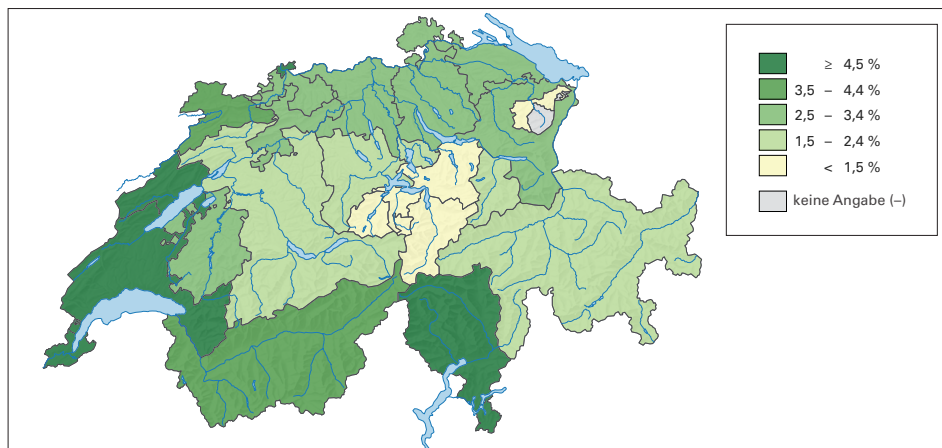 ≥ 4,5 %
3,5 – 4,4 %
2,5 – 3,4 %
1,5 – 2,4 %
< 1,5 %
keine Angabe (–)